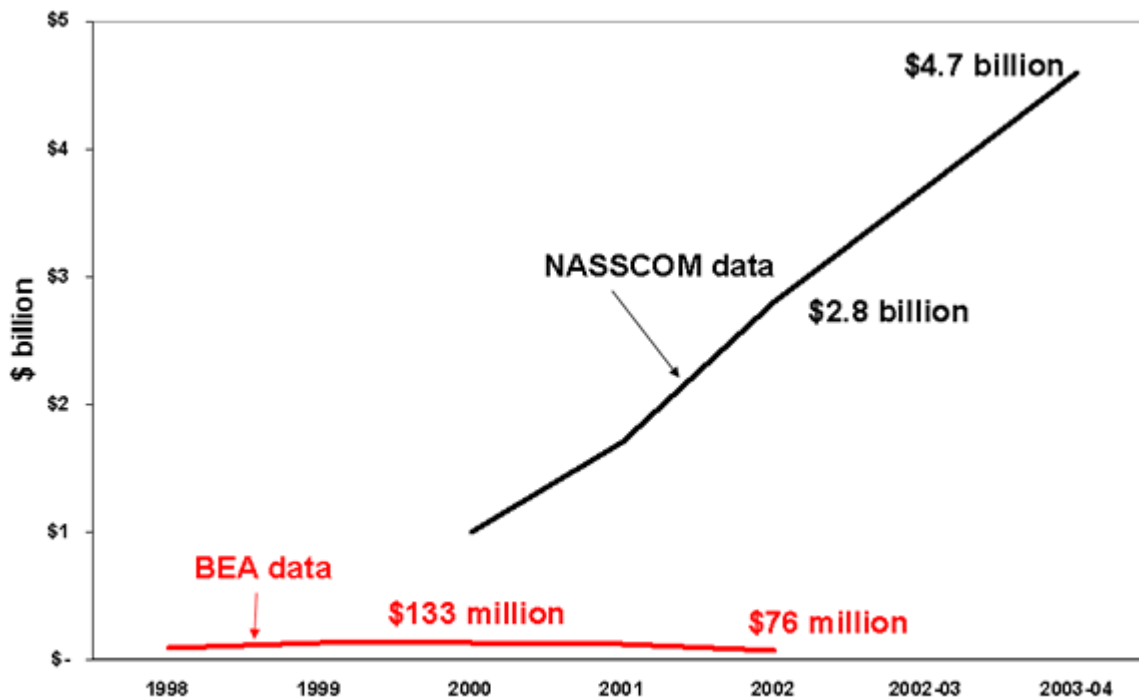 $5
$4.7 billion
$4
$3
NASSCOM data
$2.8 billion
$ billion
$2
$1
BEA data
$133 million
$76 million
$-
1998 1999 2000 2001 2002 2002-03 2003-04